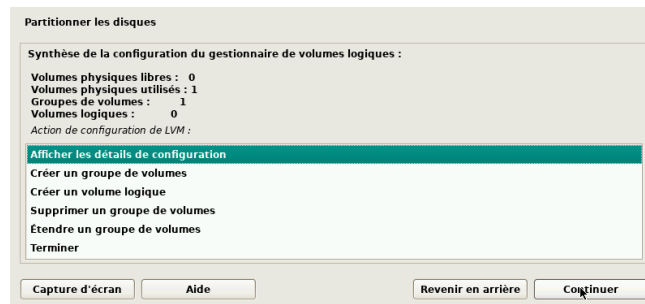 Partitionner les disques
Synthèse de la configuration du gestionnaire de volumes logiques :
Volumes physiques libres : 0
Volumes physiques utilisés : 1
Groupes de volumes : 1
Volumes logiques : 0
Action de configuration de LVM :
Afficher les détails de configuration
Créer un groupe de volumes
Créer un volume logique
Supprimer un groupe de volumes
Étendre un groupe de volumes
Terminer
Capture d'écran Aide Revenir en arrière Continuer